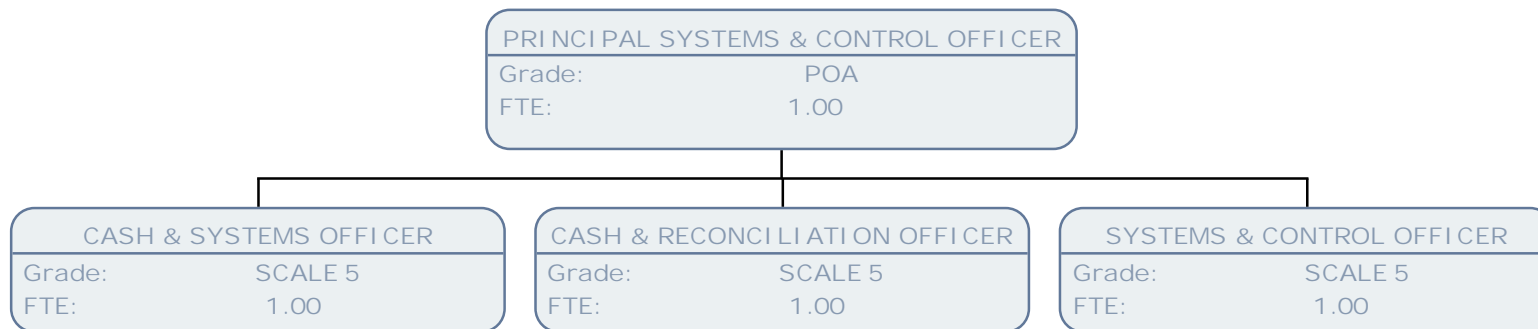 PRINCIPAL SYSTEMS & CONTROL OFFICER
Grade: POA
FTE: 1.00
CASH & SYSTEMS OFFICER
Grade: SCALE 5
FTE: 1.00
CASH & RECONCILIATION OFFICER
Grade: SCALE 5
FTE: 1.00
SYSTEMS & CONTROL OFFICER
Grade: SCALE 5
FTE: 1.00